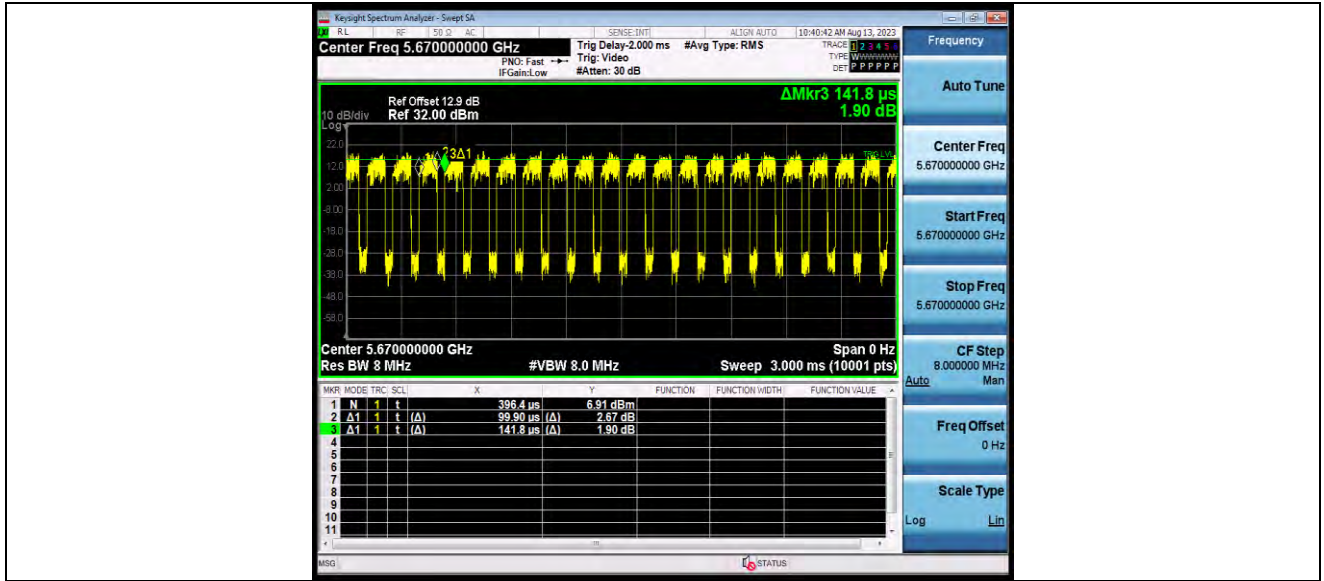 Keysight Spectrum Analyzer - Swept SA
RL RF 50 Ω AC SENSE:INT ALIGN AUTO 10:40:42 AM Aug 13, 2023
Center Freq 5.670000000 GHz
PNO: Fast
IFGain:Low
Trig Delay-2.000 ms
Trig: Video
#Atten: 30 dB
#Avg Type: RMS
TRACE 1 2 3 4 5 6
TYPE WWWWWW
DET P P P P P P
Frequency
ΔMkr3 141.8 µs
1.90 dB
Ref Offset 12.9 dB
10 dB/div Ref 32.00 dBm
Log
22.0
12.0
2.00
-8.00
-18.0
-28.0
-38.0
-48.0
-58.0
2 3Δ1
TRIG LVL
Center 5.670000000 GHz Span 0 Hz
Res BW 8 MHz #VBW 8.0 MHz Sweep 3.000 ms (10001 pts)
MKR MODE TRC SCL X Y FUNCTION FUNCTION WIDTH FUNCTION VALUE
1 N 1 t 396.4 µs 6.91 dBm
2 Δ1 1 t (Δ) 99.90 µs (Δ) 2.67 dB
3 Δ1 1 t (Δ) 141.8 µs (Δ) 1.90 dB
4
5
6
7
8
9
10
11
MSG STATUS
Auto Tune
Center Freq
5.670000000 GHz
Start Freq
5.670000000 GHz
Stop Freq
5.670000000 GHz
CF Step
8.000000 MHz
Auto Man
Freq Offset
0 Hz
Scale Type
Log Lin